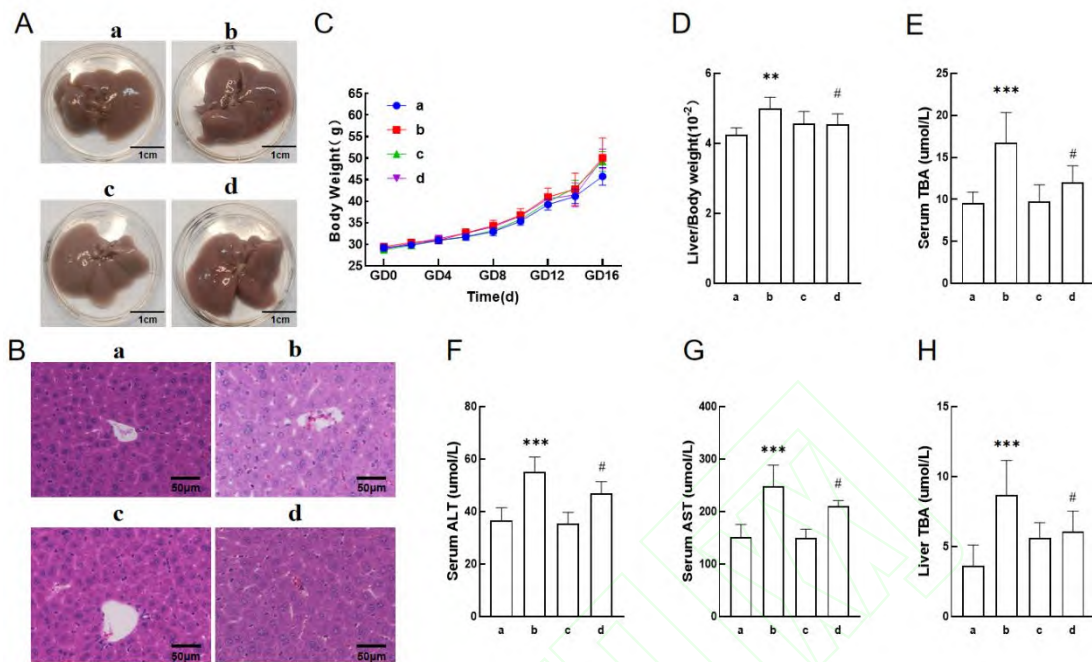 A
a
b
1cm
1cm
c
d
1cm
1cm
B
a
b
50μm
50μm
c
d
50μm
50μm
C
Body Weight( g)
65
60
55
50
45
40
35
30
25
a
b
c
d
GD0 GD4 GD8 GD12 GD16
Time(d)
D
Liver/Body weight(10-2)
6
4
2
0
**
#
a b c d
E
Serum TBA (umol/L)
25
20
15
10
5
0
***
#
a b c d
F
Serum ALT (umol/L)
80
60
40
20
0
***
#
a b c d
G
Serum AST (umol/L)
400
300
200
100
0
***
#
a b c d
H
Liver TBA (umol/L)
15
10
5
0
***
#
a b c d